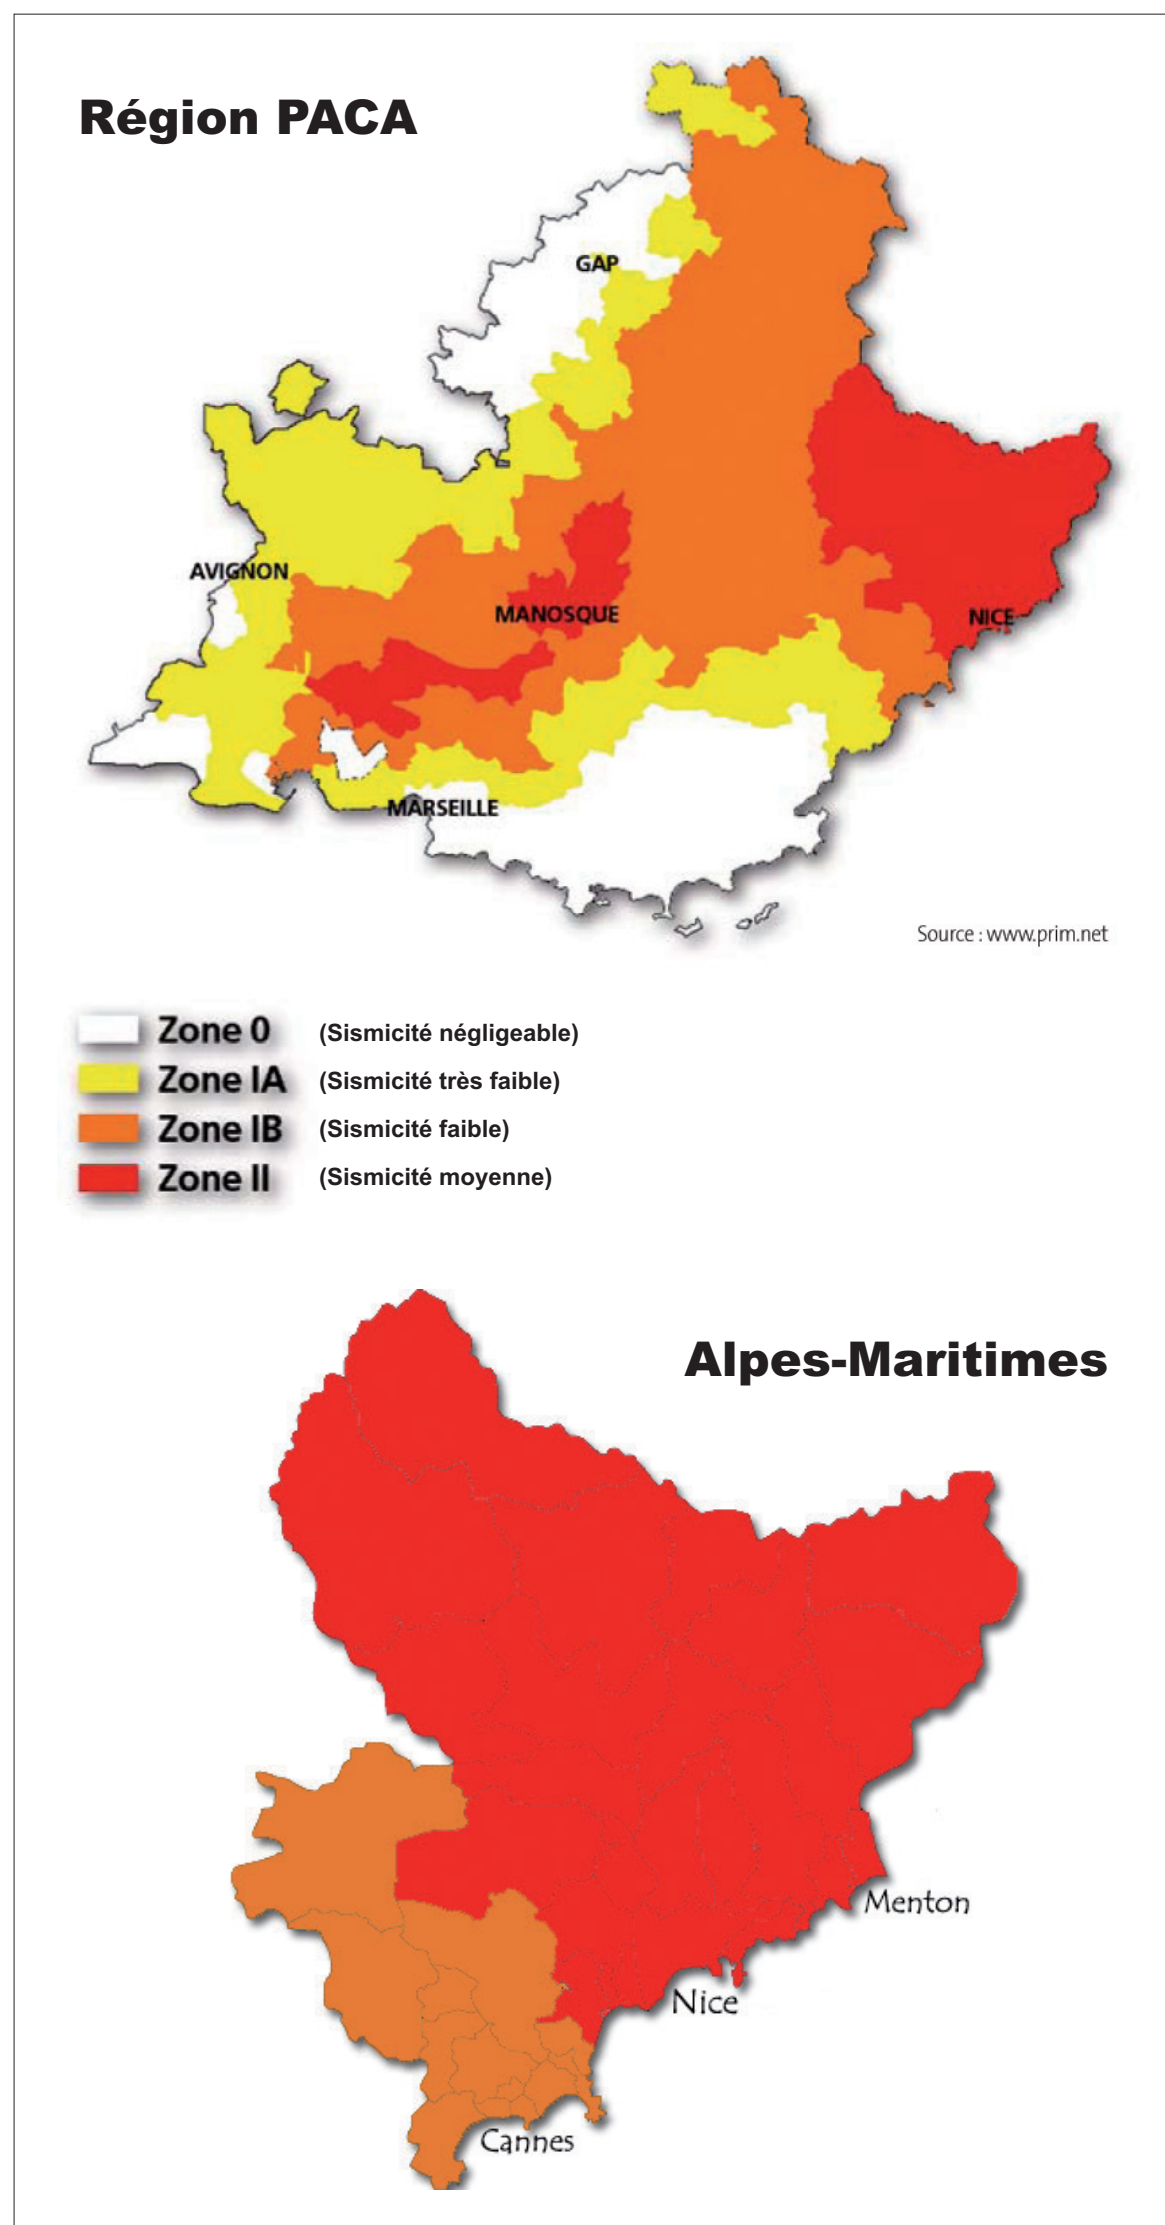 Région PACA
GAP
AVIGNON
MANOSQUE
NICE
MARSEILLE
Source : www.prim.net
Zone 0 (Sismicité négligeable)
Zone IA (Sismicité très faible)
Zone IB (Sismicité faible)
Zone II (Sismicité moyenne)
Alpes-Maritimes
Menton
Nice
Cannes